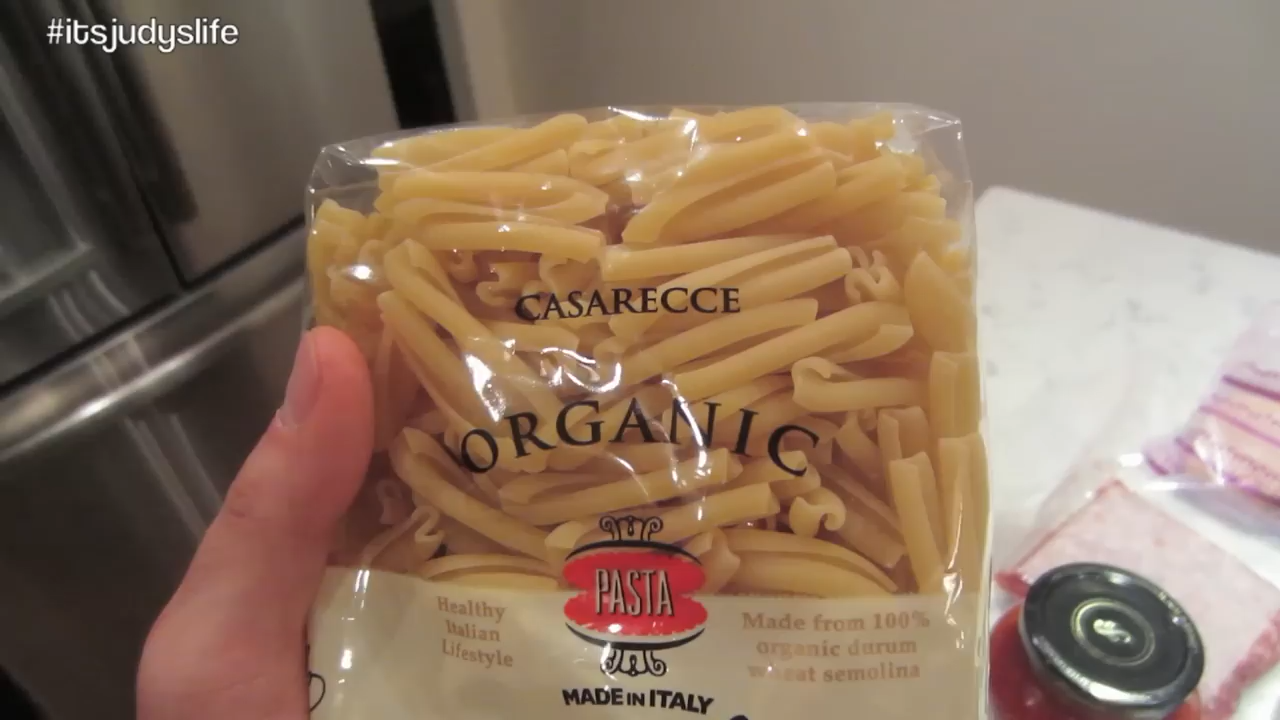 #itsjudyslife
CASARECCE
ORGANIC
PASTA
Healthy
Italian
Lifestyle
Made from 100%
organic durum
wheat semolina
MADE IN ITALY